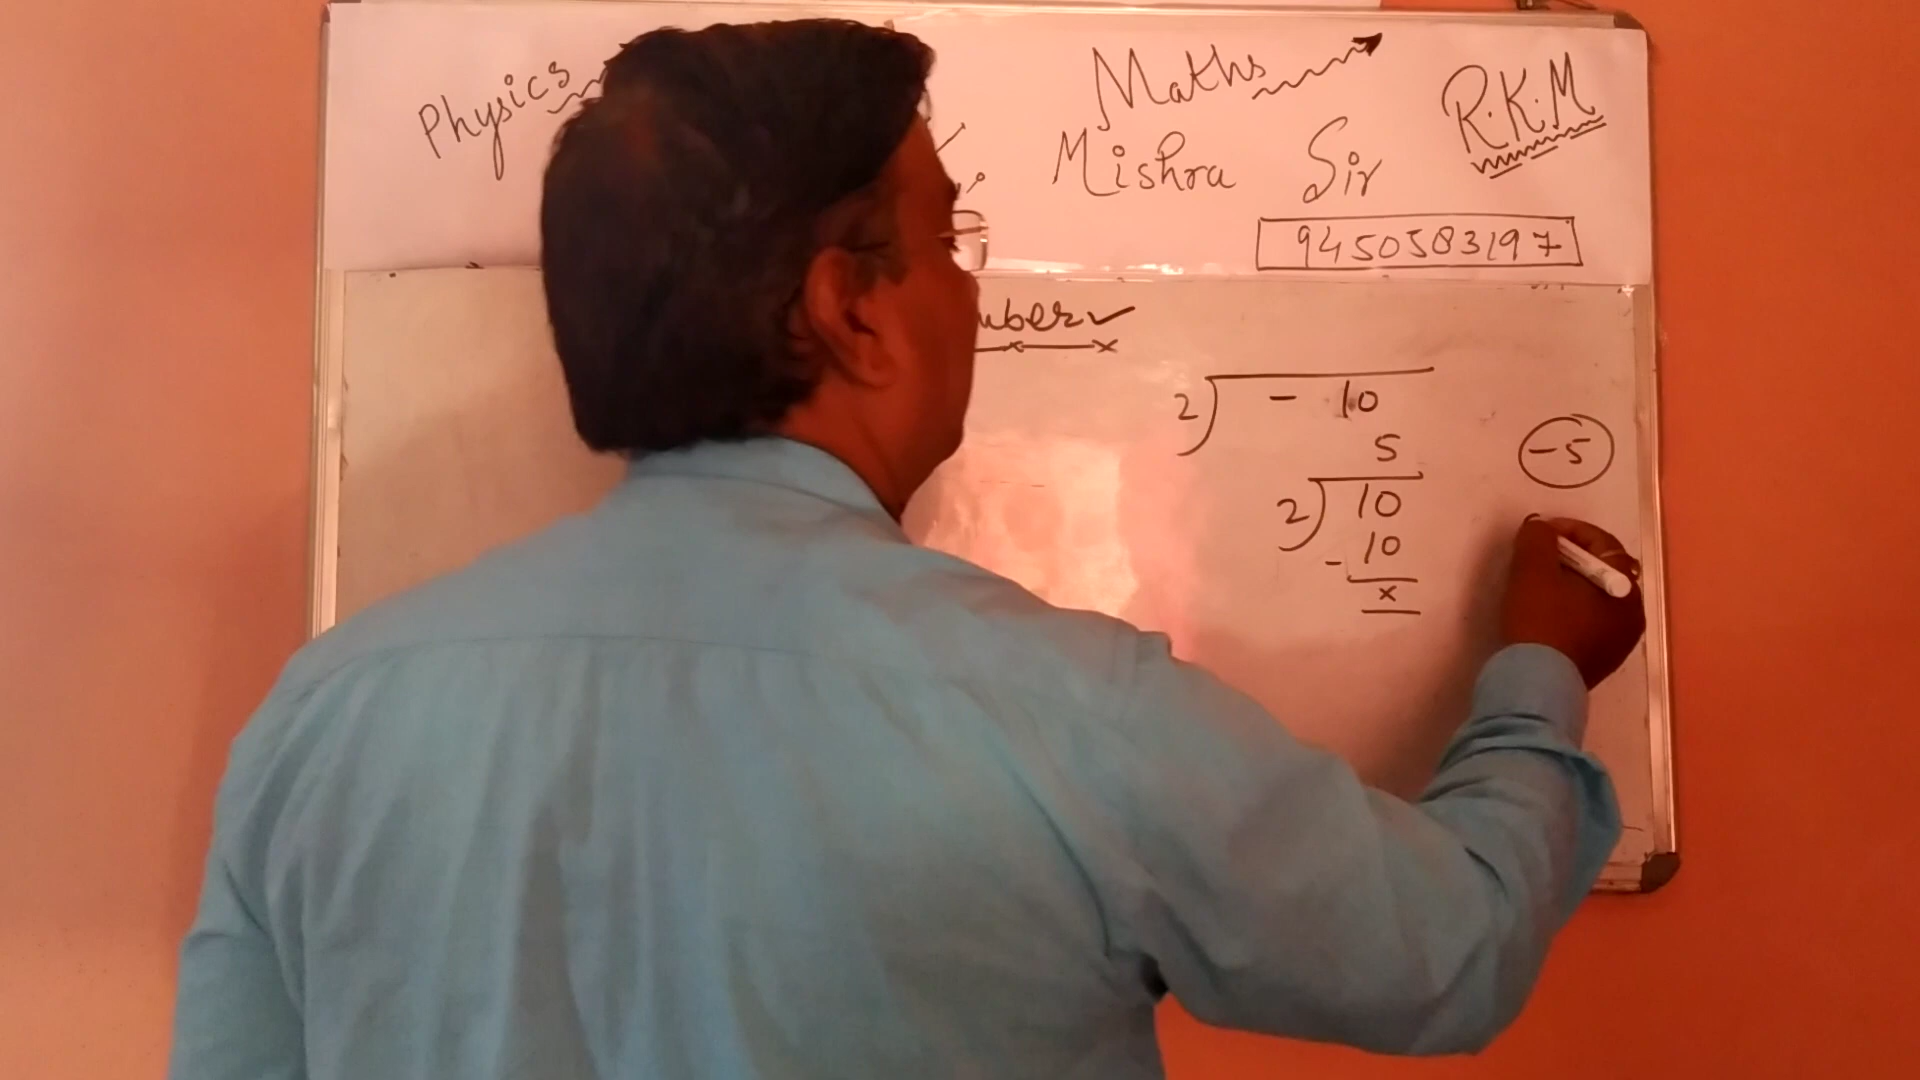 Physics
Maths
R.K.M
Mishra Sir
9450583197
2) - 10
-5
5
2) 10
- 10
x